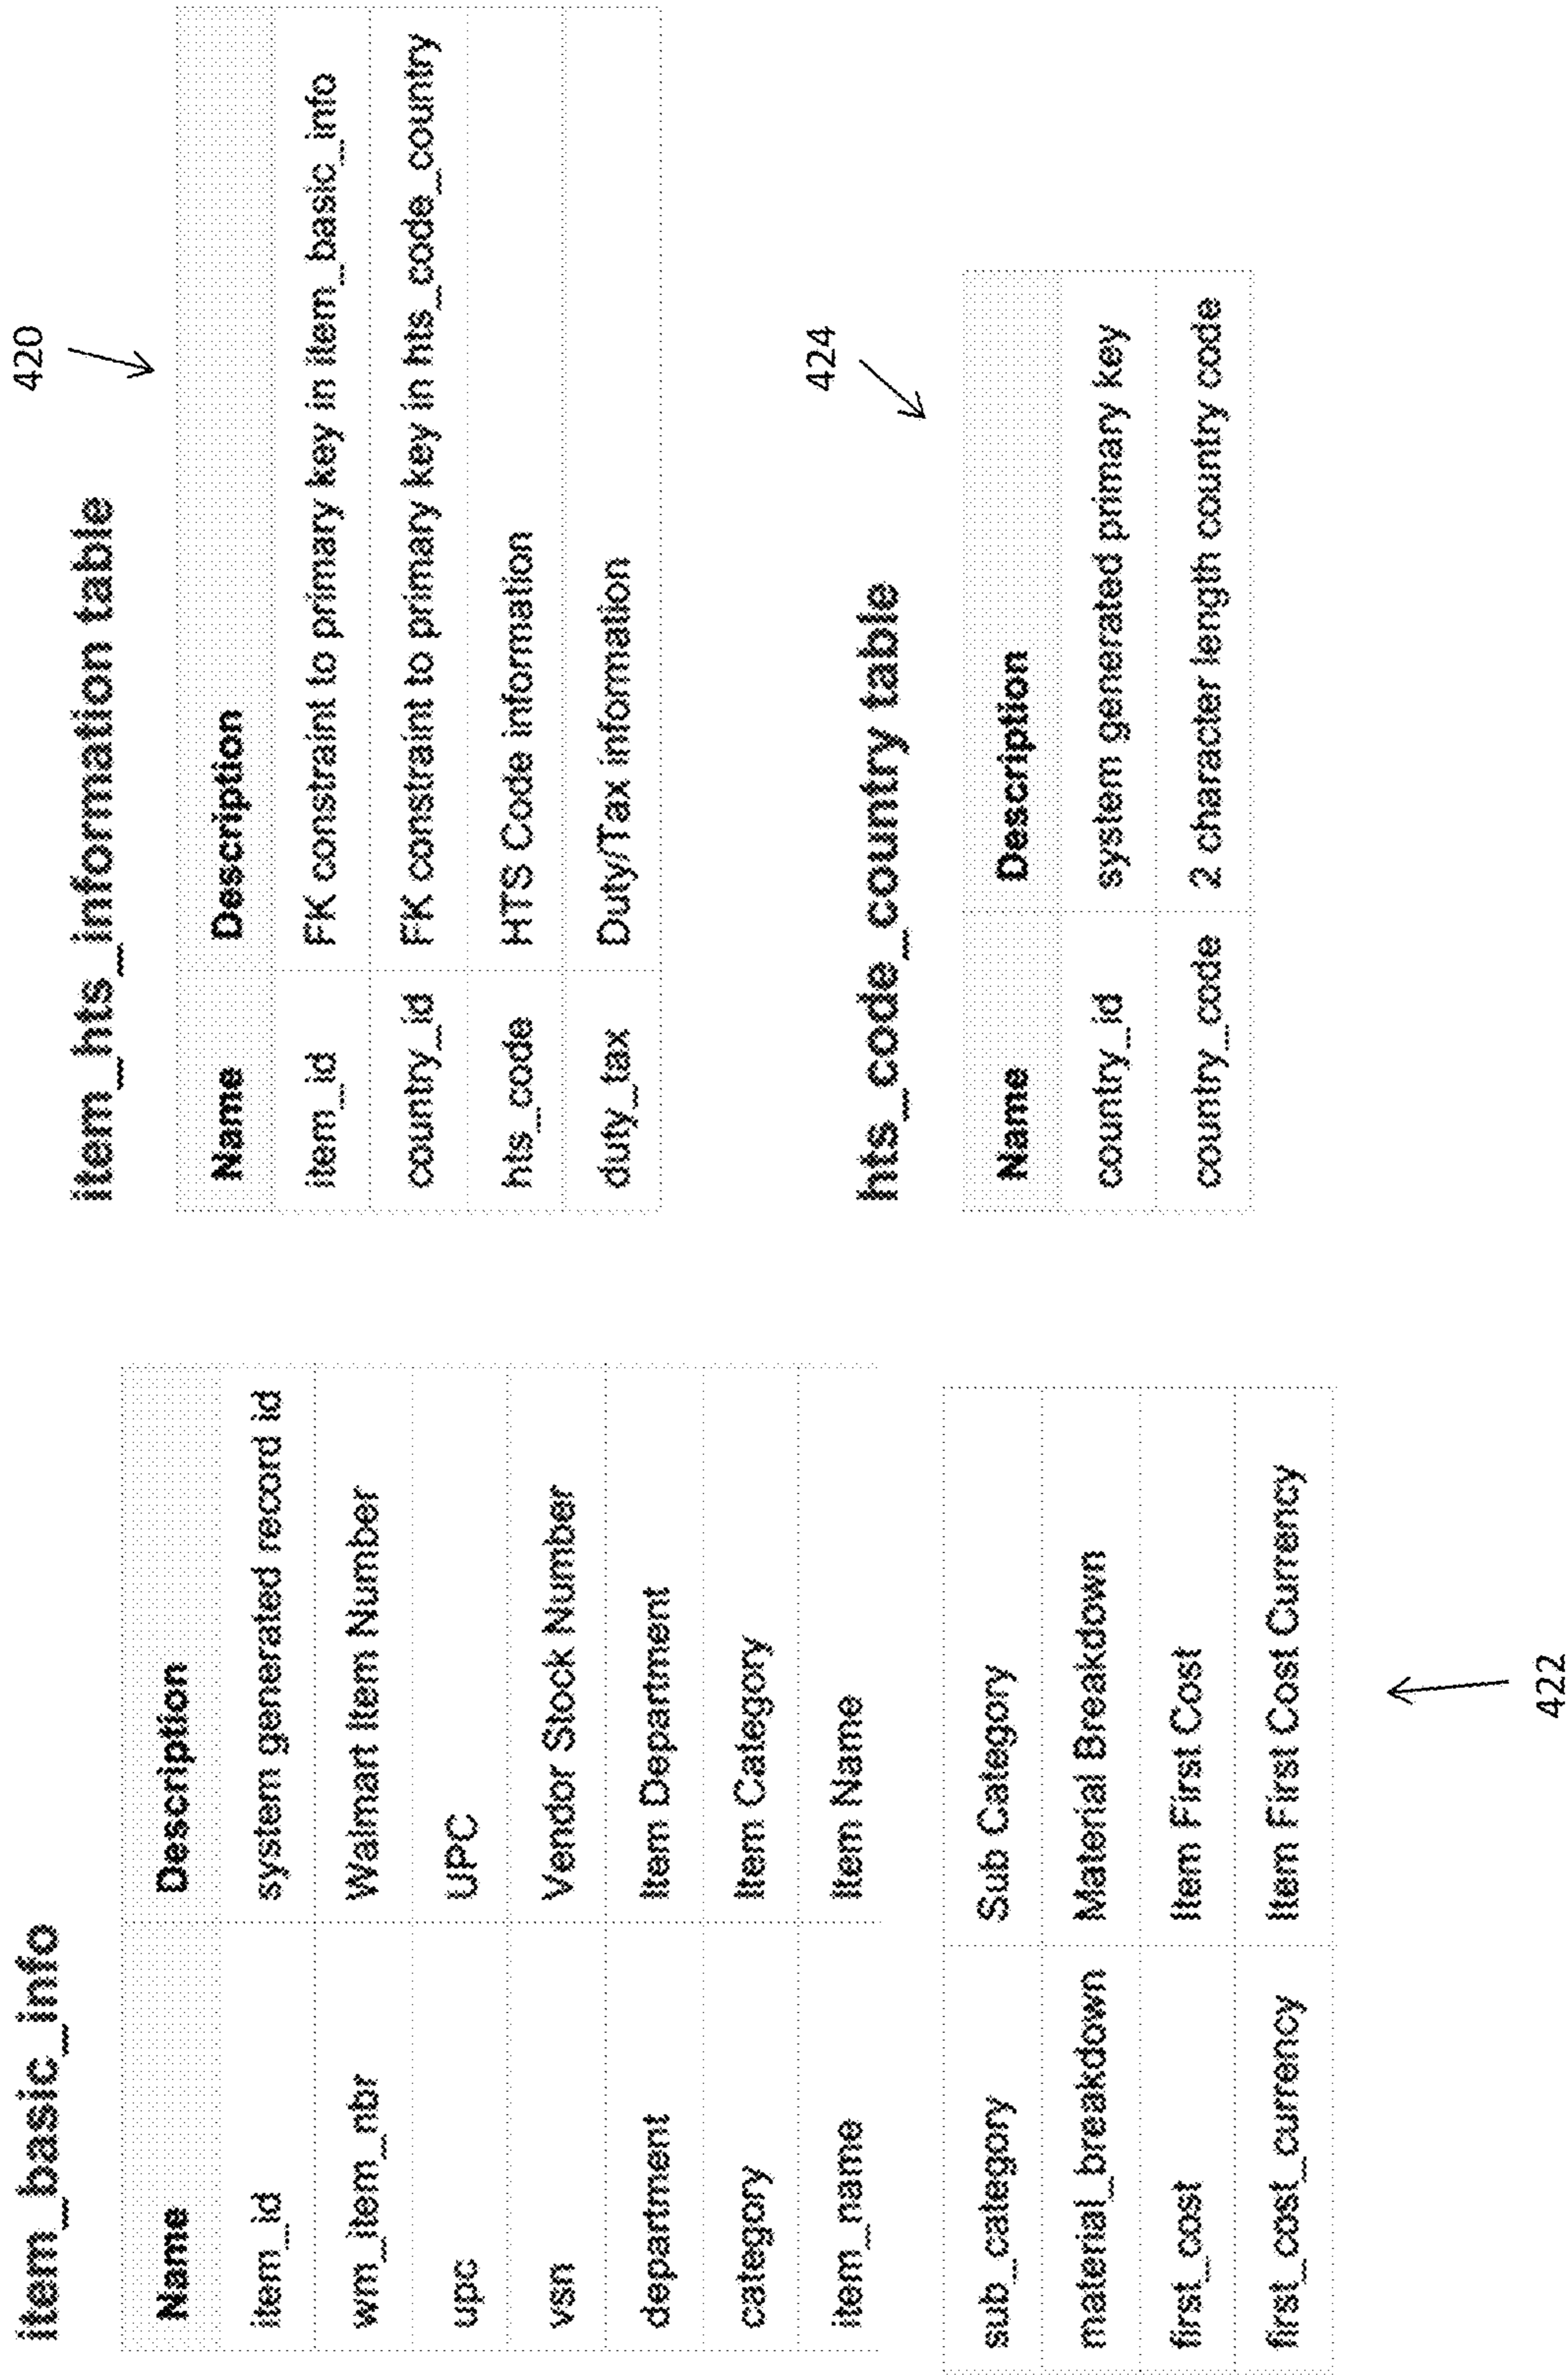 item_basic_info
Name Description
item_id system generated record id
wm_item_nbr Walmart Item Number
upc UPC
vsn Vendor Stock Number
department Item Department
category Item Category
item_name Item Name
sub_category Sub Category
material_breakdown Material Breakdown
first_cost Item First Cost
first_cost_currency Item First Cost Currency
422
420
item_hts_information table
Name Description
item_id FK constraint to primary key in item_basic_info
country_id FK constraint to primary key in hts_code_country
hts_code HTS Code information
duty_tax Duty/Tax information
424
hts_code_country table
Name Description
country_id system generated primary key
country_code 2 character length country code